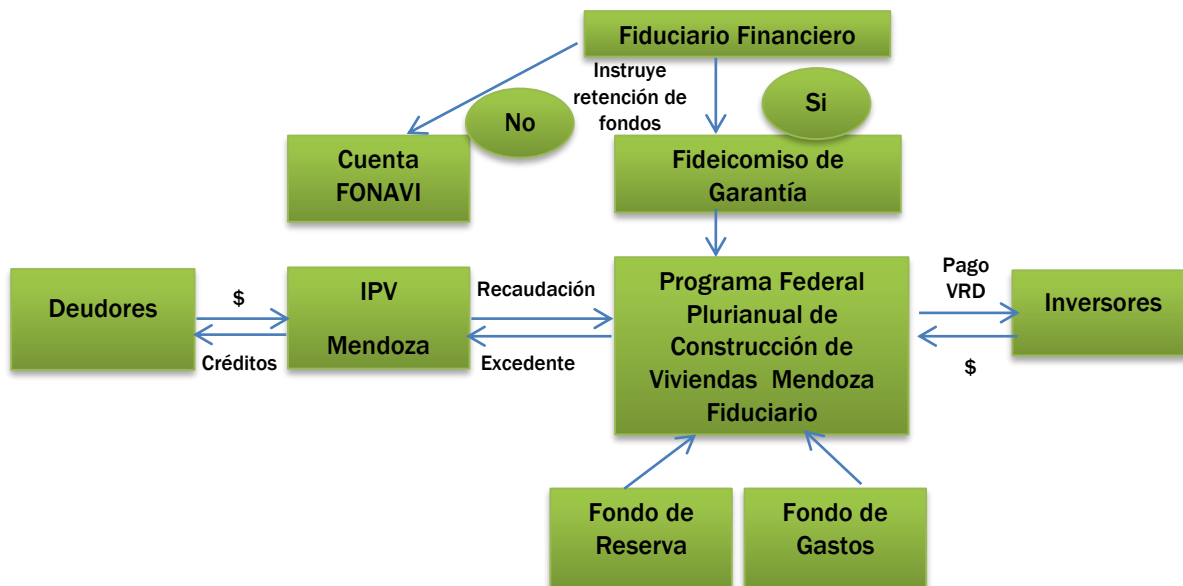 Fiduciario Financiero
Instruye
retención de
fondos
No
Si
Cuenta
FONAVI
Fideicomiso de
Garantía
Deudores
$
Créditos
IPV
Mendoza
Recaudación
Excedente
Programa Federal
Plurianual de
Construcción de
Viviendas Mendoza
Fiduciario
Pago
VRD
$
Inversores
Fondo de
Reserva
Fondo de
Gastos